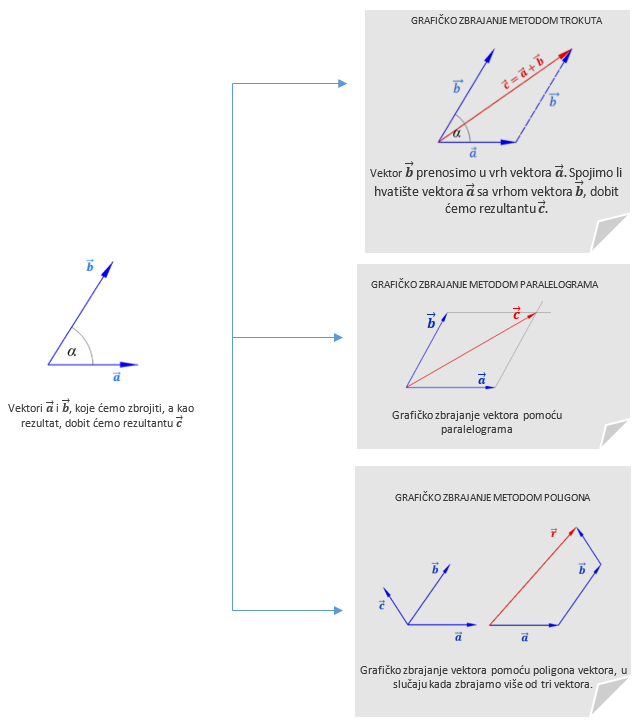 GRAFIČKO ZBRAJANJE METODOM TROKUTA
b⃗
c⃗ = a⃗ + b⃗
b⃗
α
a⃗
Vektor b⃗ prenosimo u vrh vektora a⃗. Spojimo li
hvatište vektora a⃗ sa vrhom vektora b⃗, dobit
ćemo rezultantu c⃗.
b⃗
α
a⃗
Vektori a⃗ i b⃗, koje ćemo zbrojiti, a kao
rezultat, dobit ćemo rezultantu c⃗
GRAFIČKO ZBRAJANJE METODOM PARALELOGRAMA
b⃗
c⃗
a⃗
Grafičko zbrajanje vektora pomoću
paralelograma
GRAFIČKO ZBRAJANJE METODOM POLIGONA
c⃗
b⃗
a⃗
r⃗
b⃗
a⃗
Grafičko zbrajanje vektora pomoću poligona vektora, u
slučaju kada zbrajamo više od tri vektora.